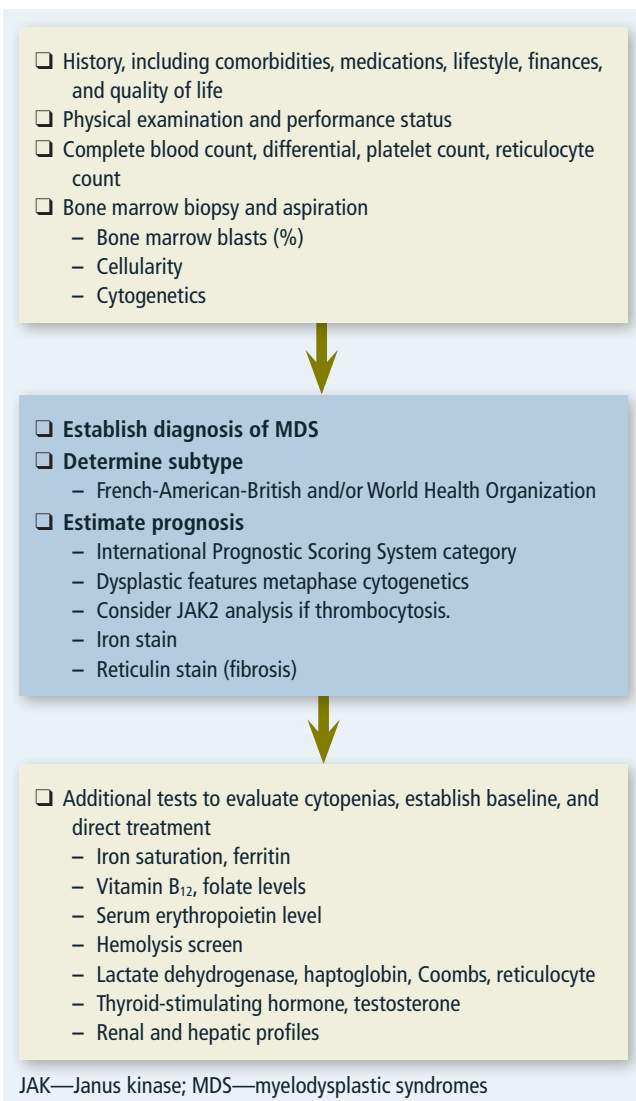 ❑ History, including comorbidities, medications, lifestyle, finances,
and quality of life
❑ Physical examination and performance status
❑ Complete blood count, differential, platelet count, reticulocyte
count
❑ Bone marrow biopsy and aspiration
– Bone marrow blasts (%)
– Cellularity
– Cytogenetics
❑ Establish diagnosis of MDS
❑ Determine subtype
– French-American-British and/or World Health Organization
❑ Estimate prognosis
– International Prognostic Scoring System category
– Dysplastic features metaphase cytogenetics
– Consider JAK2 analysis if thrombocytosis.
– Iron stain
– Reticulin stain (fibrosis)
❑ Additional tests to evaluate cytopenias, establish baseline, and
direct treatment
– Iron saturation, ferritin
– Vitamin B₁₂, folate levels
– Serum erythropoietin level
– Hemolysis screen
– Lactate dehydrogenase, haptoglobin, Coombs, reticulocyte
– Thyroid-stimulating hormone, testosterone
– Renal and hepatic profiles
JAK—Janus kinase; MDS—myelodysplastic syndromes